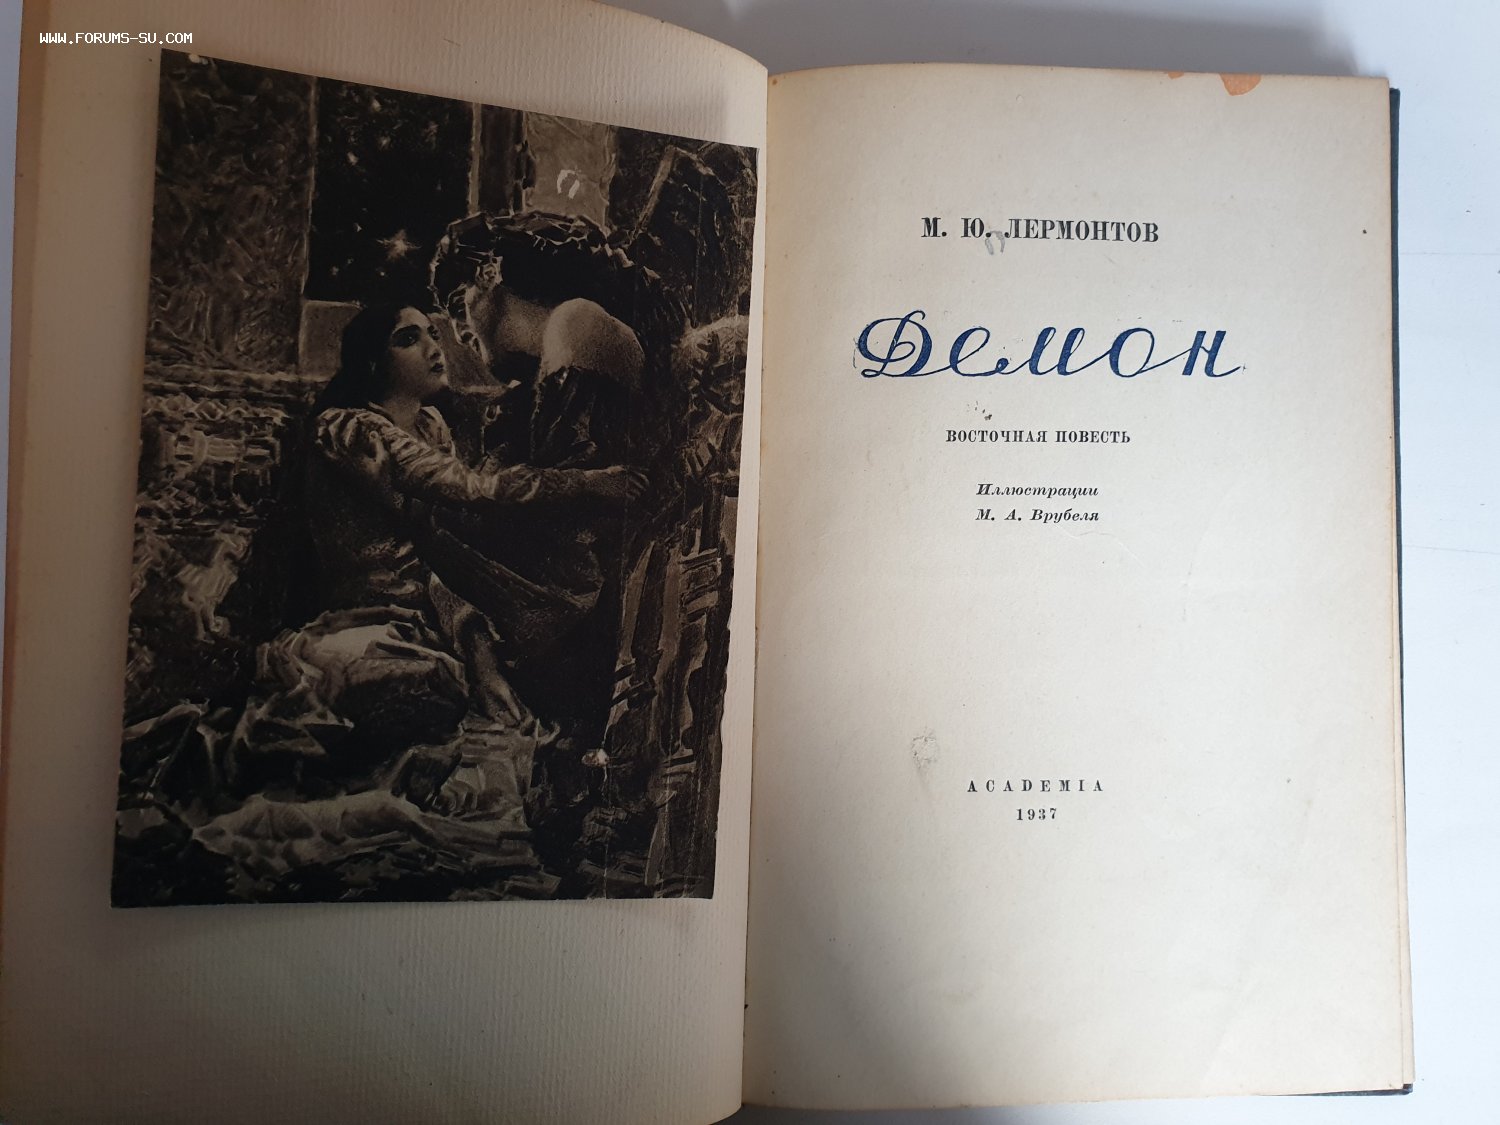 WWW.FORUMS-SU.COM
М. Ю. ЛЕРМОНТОВ
Демон
ВОСТОЧНАЯ ПОВЕСТЬ
Иллюстрации
М. А. Врубеля
ACADEMIA
1937